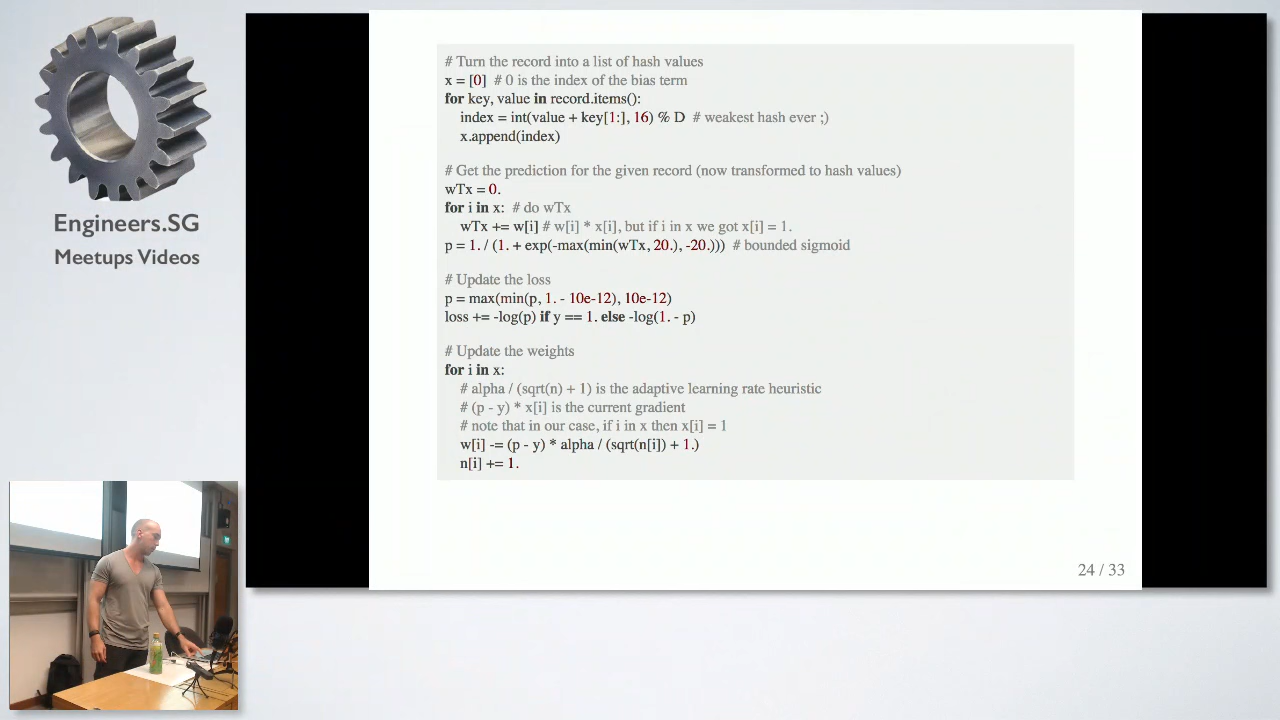 Engineers.SG
Meetups Videos
# Turn the record into a list of hash values
x = [0]  # 0 is the index of the bias term
for key, value in record.items():
    index = int(value + key[1:], 16) % D  # weakest hash ever ;)
    x.append(index)
# Get the prediction for the given record (now transformed to hash values)
wTx = 0.
for i in x:  # do wTx
    wTx += w[i] # w[i] * x[i], but if i in x we got x[i] = 1.
p = 1. / (1. + exp(-max(min(wTx, 20.), -20.)))  # bounded sigmoid
# Update the loss
p = max(min(p, 1. - 10e-12), 10e-12)
loss += -log(p) if y == 1. else -log(1. - p)
# Update the weights
for i in x:
    # alpha / (sqrt(n) + 1) is the adaptive learning rate heuristic
    # (p - y) * x[i] is the current gradient
    # note that in our case, if i in x then x[i] = 1
    w[i] -= (p - y) * alpha / (sqrt(n[i]) + 1.)
    n[i] += 1.
24 / 33